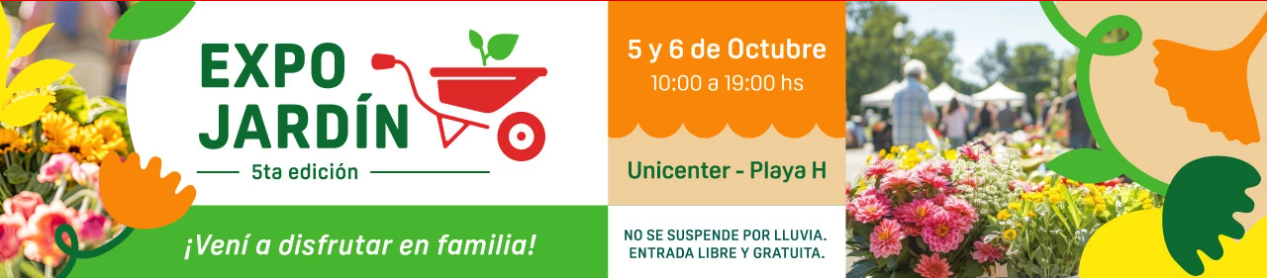 EXPO
JARDÍN
5ta edición
¡Vení a disfrutar en familia!
5 y 6 de Octubre
10:00 a 19:00 hs
Unicenter - Playa H
NO SE SUSPENDE POR LLUVIA.
ENTRADA LIBRE Y GRATUITA.